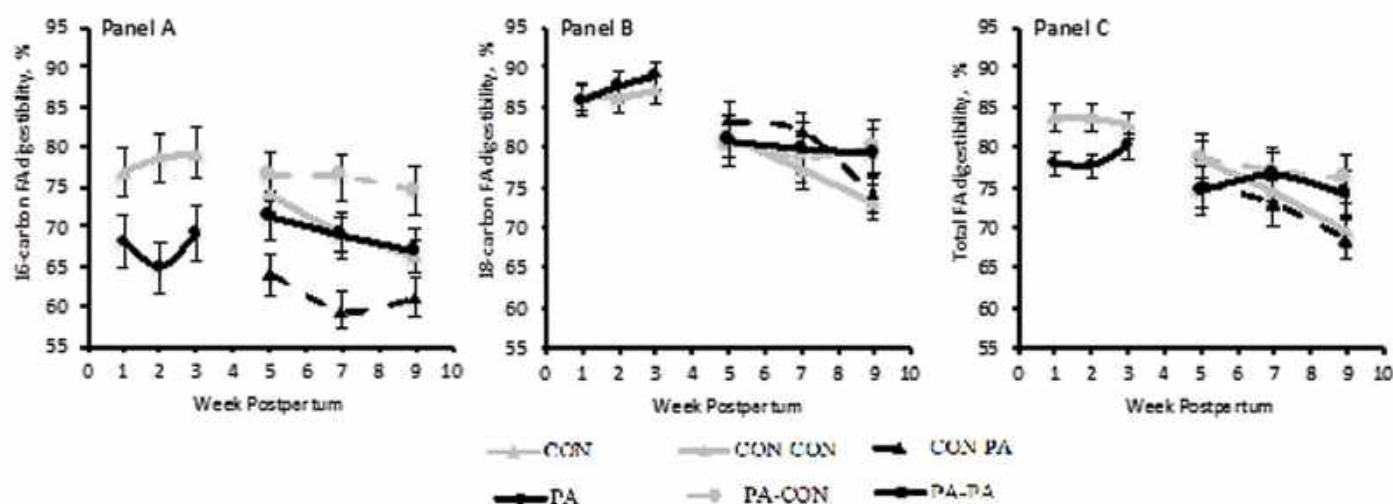 Panel A
16-carbon FA digestibility, %
95
90
85
80
75
70
65
60
55
0 1 2 3 4 5 6 7 8 9 10
Week Postpartum
Panel B
18-carbon FA digestibility, %
95
90
85
80
75
70
65
60
55
0 1 2 3 4 5 6 7 8 9 10
Week Postpartum
Panel C
Total FA digestibility, %
95
90
85
80
75
70
65
60
55
0 1 2 3 4 5 6 7 8 9 10
Week Postpartum
CON CON CON CON PA
PA PA-CON PA-PA